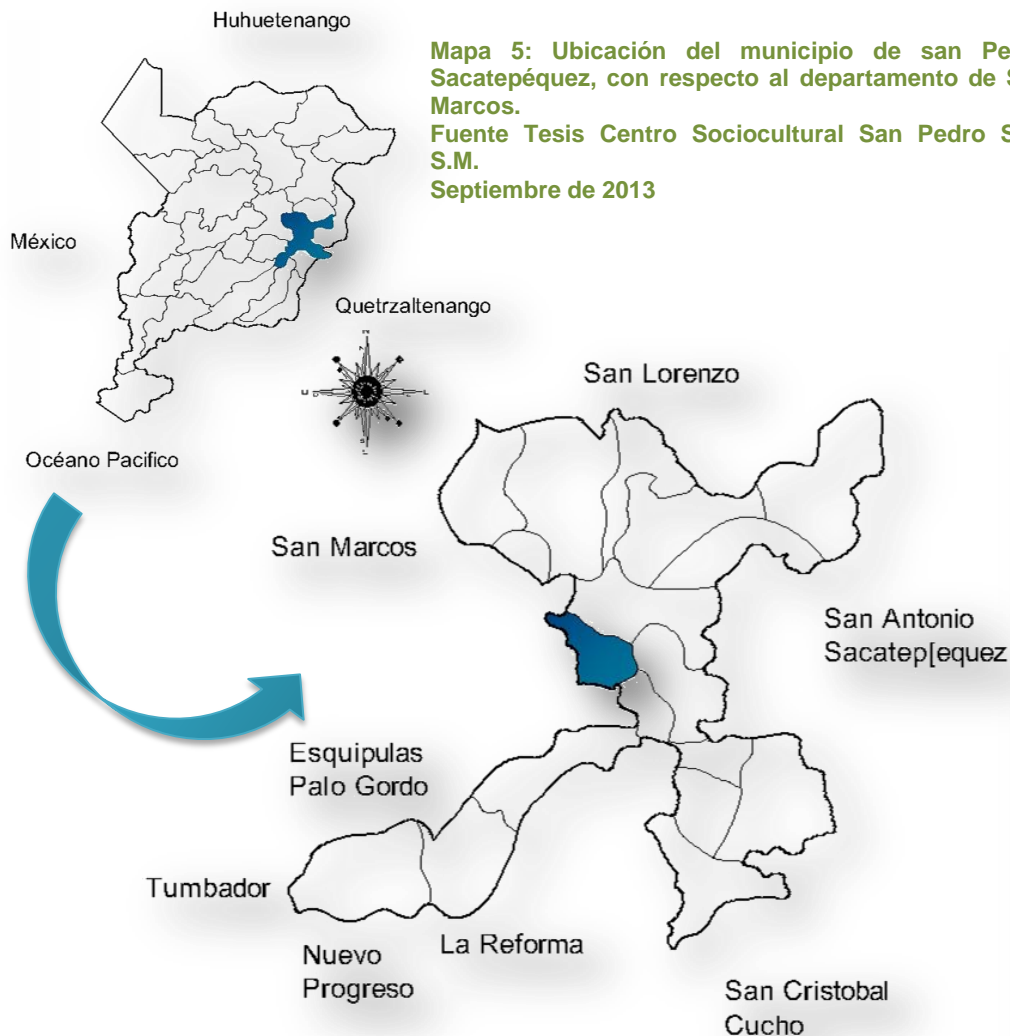 Huhuetenango
Mapa 5: Ubicación del municipio de san Pe
Sacatepéquez, con respecto al departamento de S
Marcos.
Fuente Tesis Centro Sociocultural San Pedro S
S.M.
Septiembre de 2013
México
Quetrzaltenango
San Lorenzo
Océano Pacifico
San Marcos
San Antonio
Sacatep[equez
Esquipulas
Palo Gordo
Tumbador
La Reforma
Nuevo
Progreso
San Cristobal
Cucho